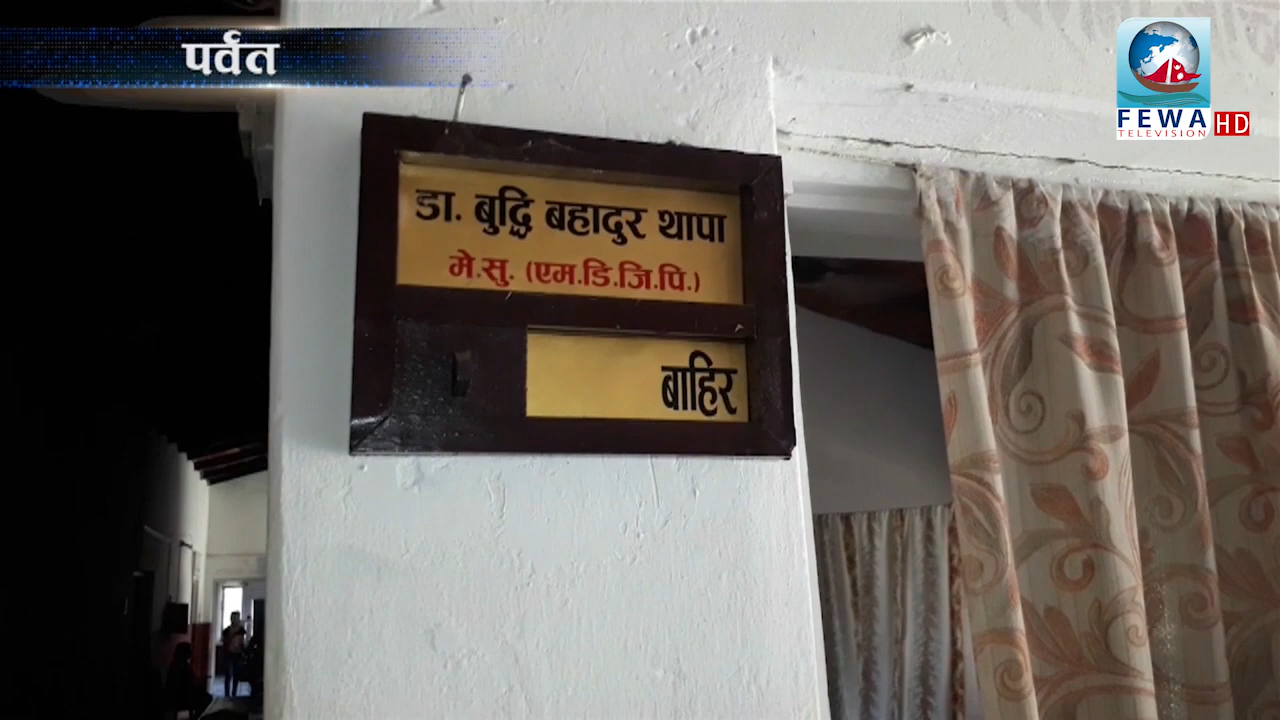 पर्वत
FEWA
TELEVISION HD
डा. बुद्धि बहादुर थापा
मे.सु. (एम.डि.जि.पि.)
बाहिर